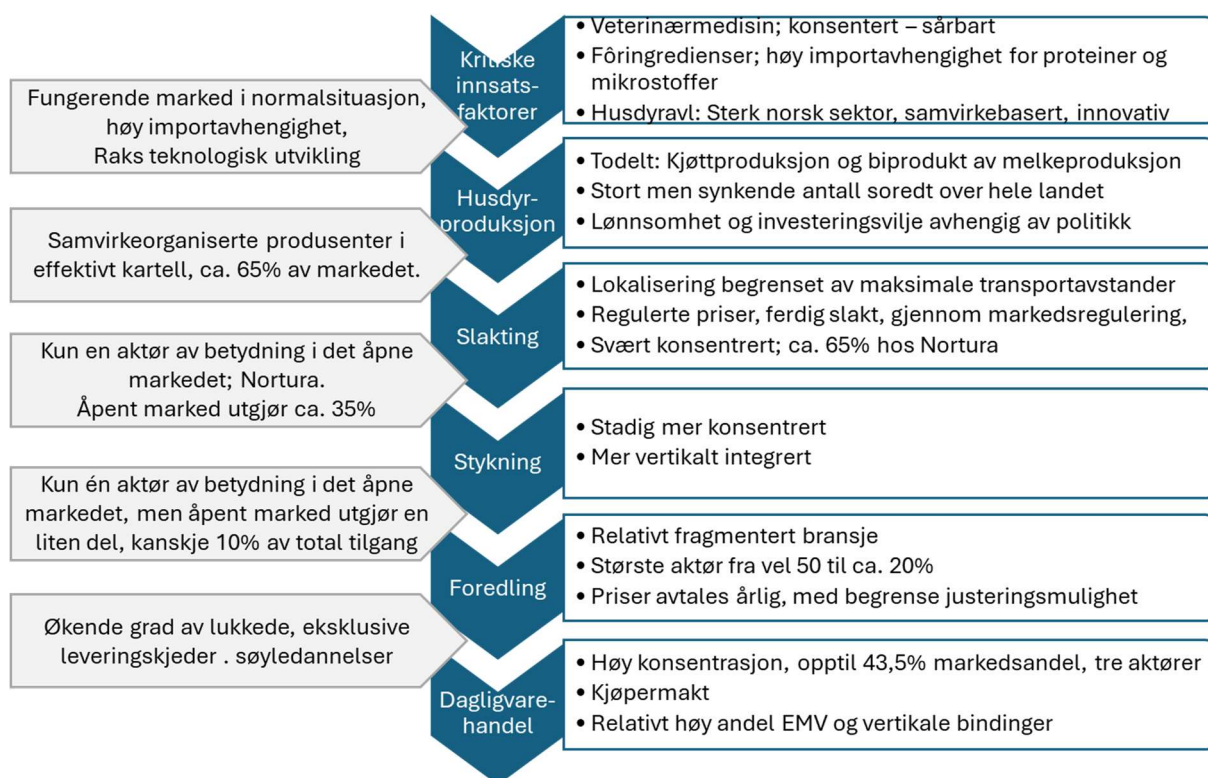 Kritiske
innsats-
faktorer
• Veterinærmedisin; konsentert – sårbart
• Fôringredienser; høy importavhengighet for proteiner og
mikrostoffer
• Husdyravl: Sterk norsk sektor, samvirkebasert, innovativ
Fungerende marked i normalsituasjon,
høy importavhengighet,
Raks teknologisk utvikling
Husdyr-
produksjon
• Todelt: Kjøttproduksjon og biprodukt av melkeproduksjon
• Stort men synkende antall soredt over hele landet
• Lønnsomhet og investeringsvilje avhengig av politikk
Samvirkeorganiserte produsenter i
effektivt kartell, ca. 65% av markedet.
Slakting
• Lokalisering begrenset av maksimale transportavstander
• Regulerte priser, ferdig slakt, gjennom markedsregulering,
• Svært konsentrert; ca. 65% hos Nortura
Kun en aktør av betydning i det åpne
markedet; Nortura.
Åpent marked utgjør ca. 35%
Stykning
• Stadig mer konsentrert
• Mer vertikalt integrert
Kun én aktør av betydning i det åpne
markedet, men åpent marked utgjør en
liten del, kanskje 10% av total tilgang
Foredling
• Relativt fragmentert bransje
• Største aktør fra vel 50 til ca. 20%
• Priser avtales årlig, med begrense justeringsmulighet
Økende grad av lukkede, eksklusive
leveringskjeder . søyledannelser
Dagligvare-
handel
• Høy konsentrasjon, opptil 43,5% markedsandel, tre aktører
• Kjøpermakt
• Relativt høy andel EMV og vertikale bindinger